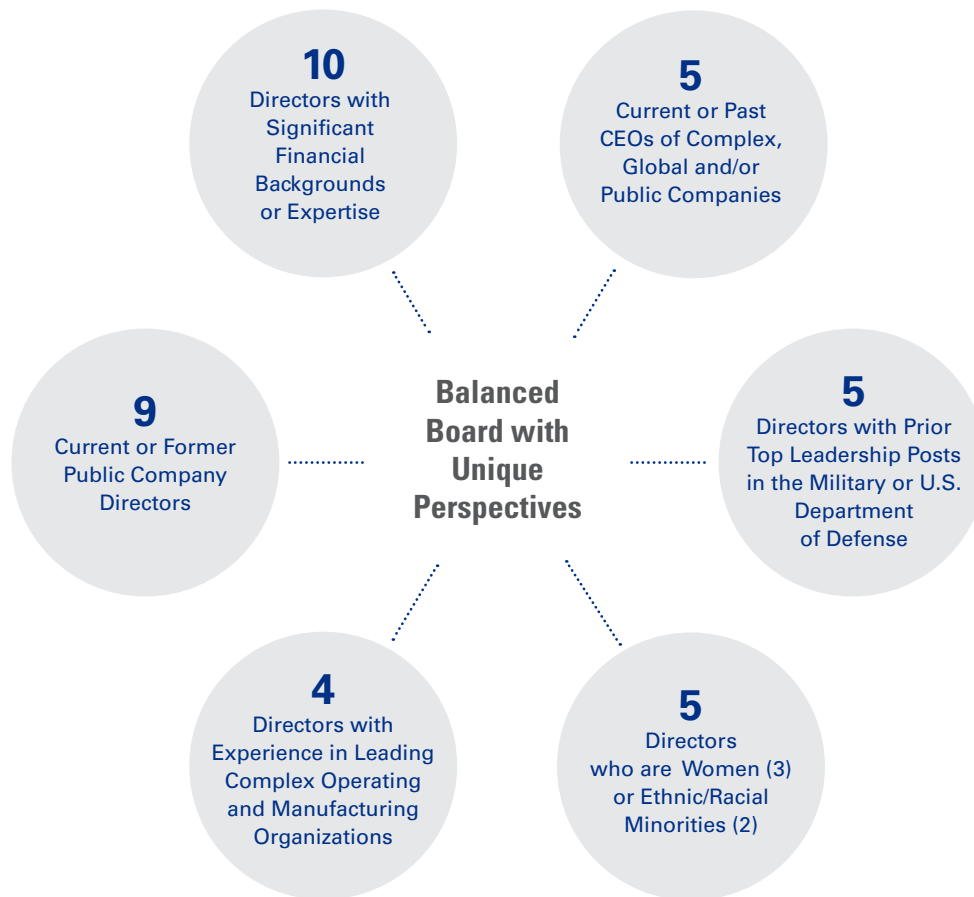 10
Directors with
Significant
Financial
Backgrounds
or Expertise
5
Current or Past
CEOs of Complex,
Global and/or
Public Companies
9
Current or Former
Public Company
Directors
Balanced
Board with
Unique
Perspectives
5
Directors with Prior
Top Leadership Posts
in the Military or U.S.
Department
of Defense
4
Directors with
Experience in Leading
Complex Operating
and Manufacturing
Organizations
5
Directors
who are Women (3)
or Ethnic/Racial
Minorities (2)